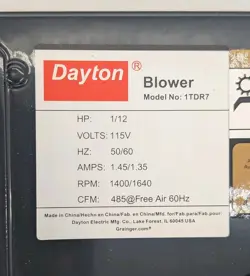 Dayton®
Blower
Model No: 1TDR7
HP: 1/12
VOLTS: 115V
HZ: 50/60
AMPS: 1.45/1.35
RPM: 1400/1640
CFM: 485@Free Air 60Hz
Made in China/Hecho en China/Fab. en China/Mfd. for/Fab.para/Fab.pour:
Dayton Electric Mfg. Co. Lake Forest, IL 60045 USA
Grainger.com®